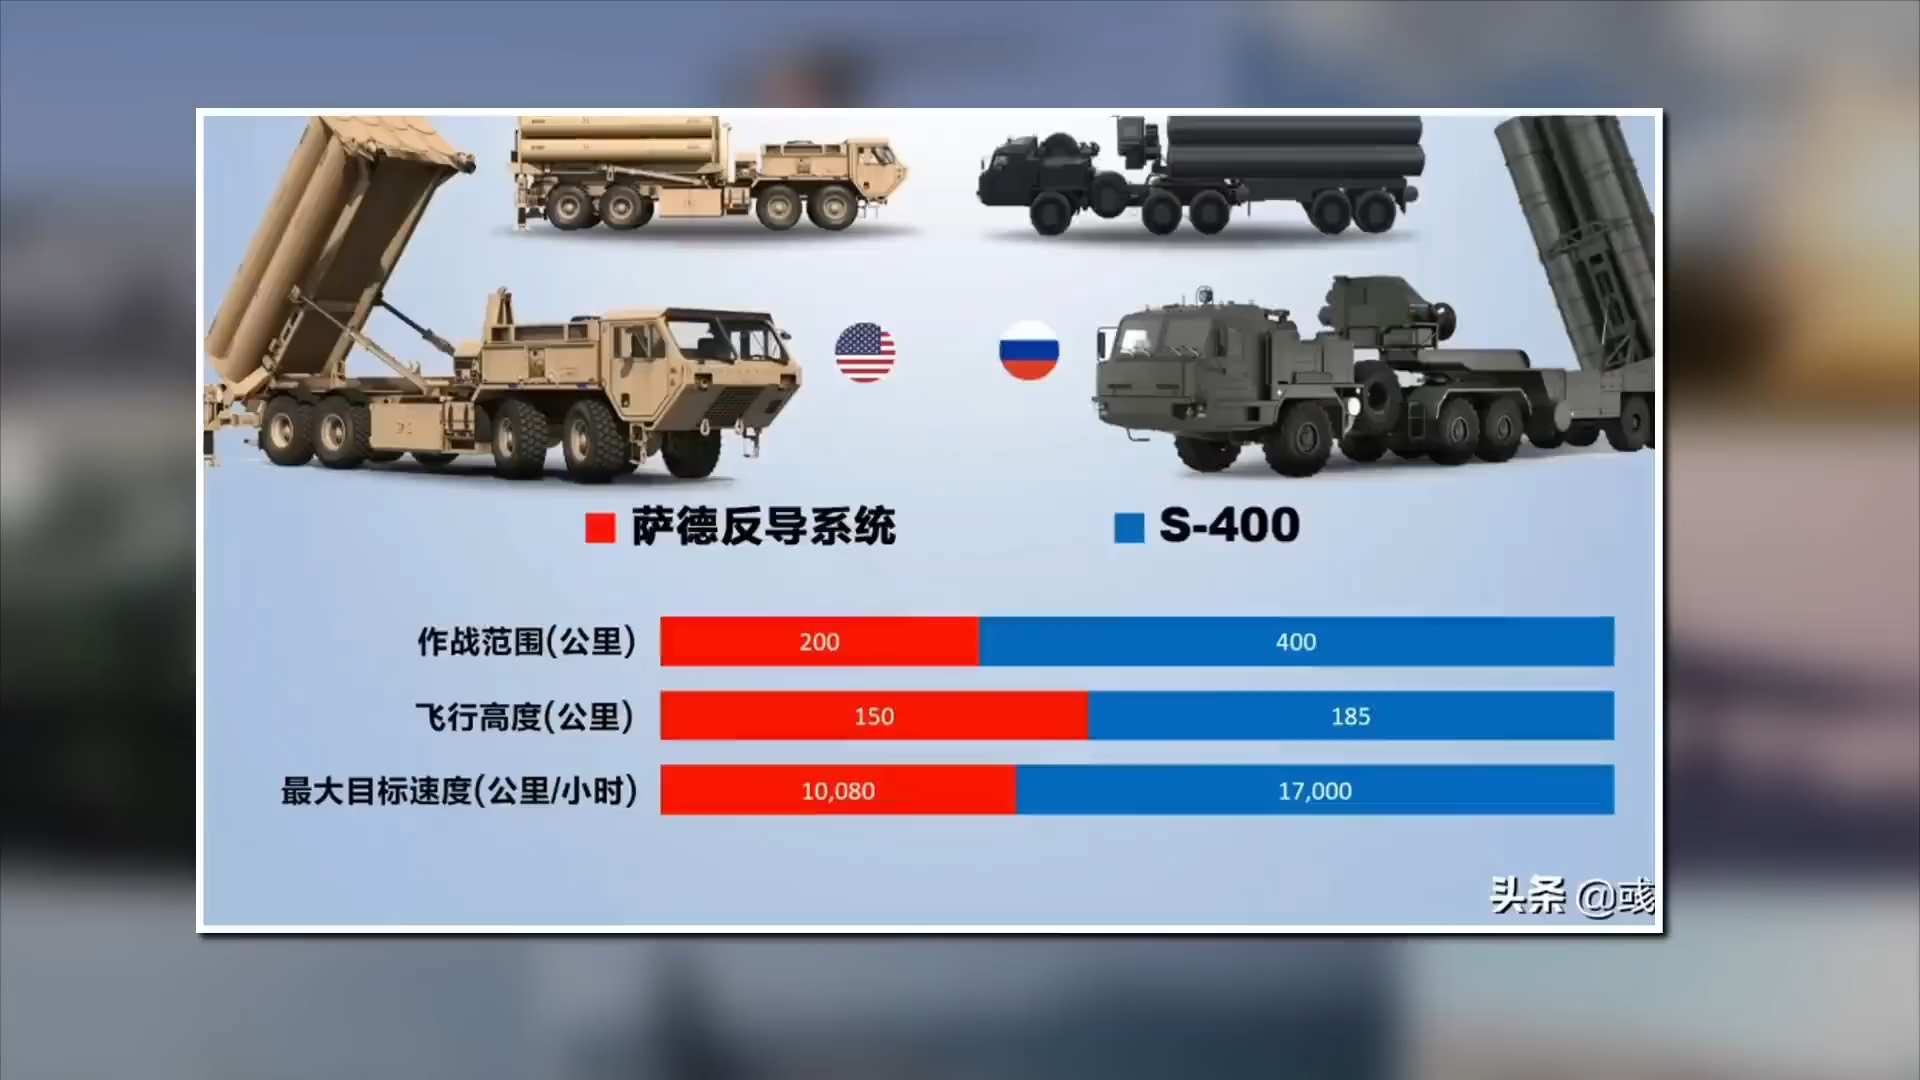 萨德反导系统
S-400
作战范围(公里)
200
400
飞行高度(公里)
150
185
最大目标速度(公里/小时)
10,080
17,000
头条 @彧